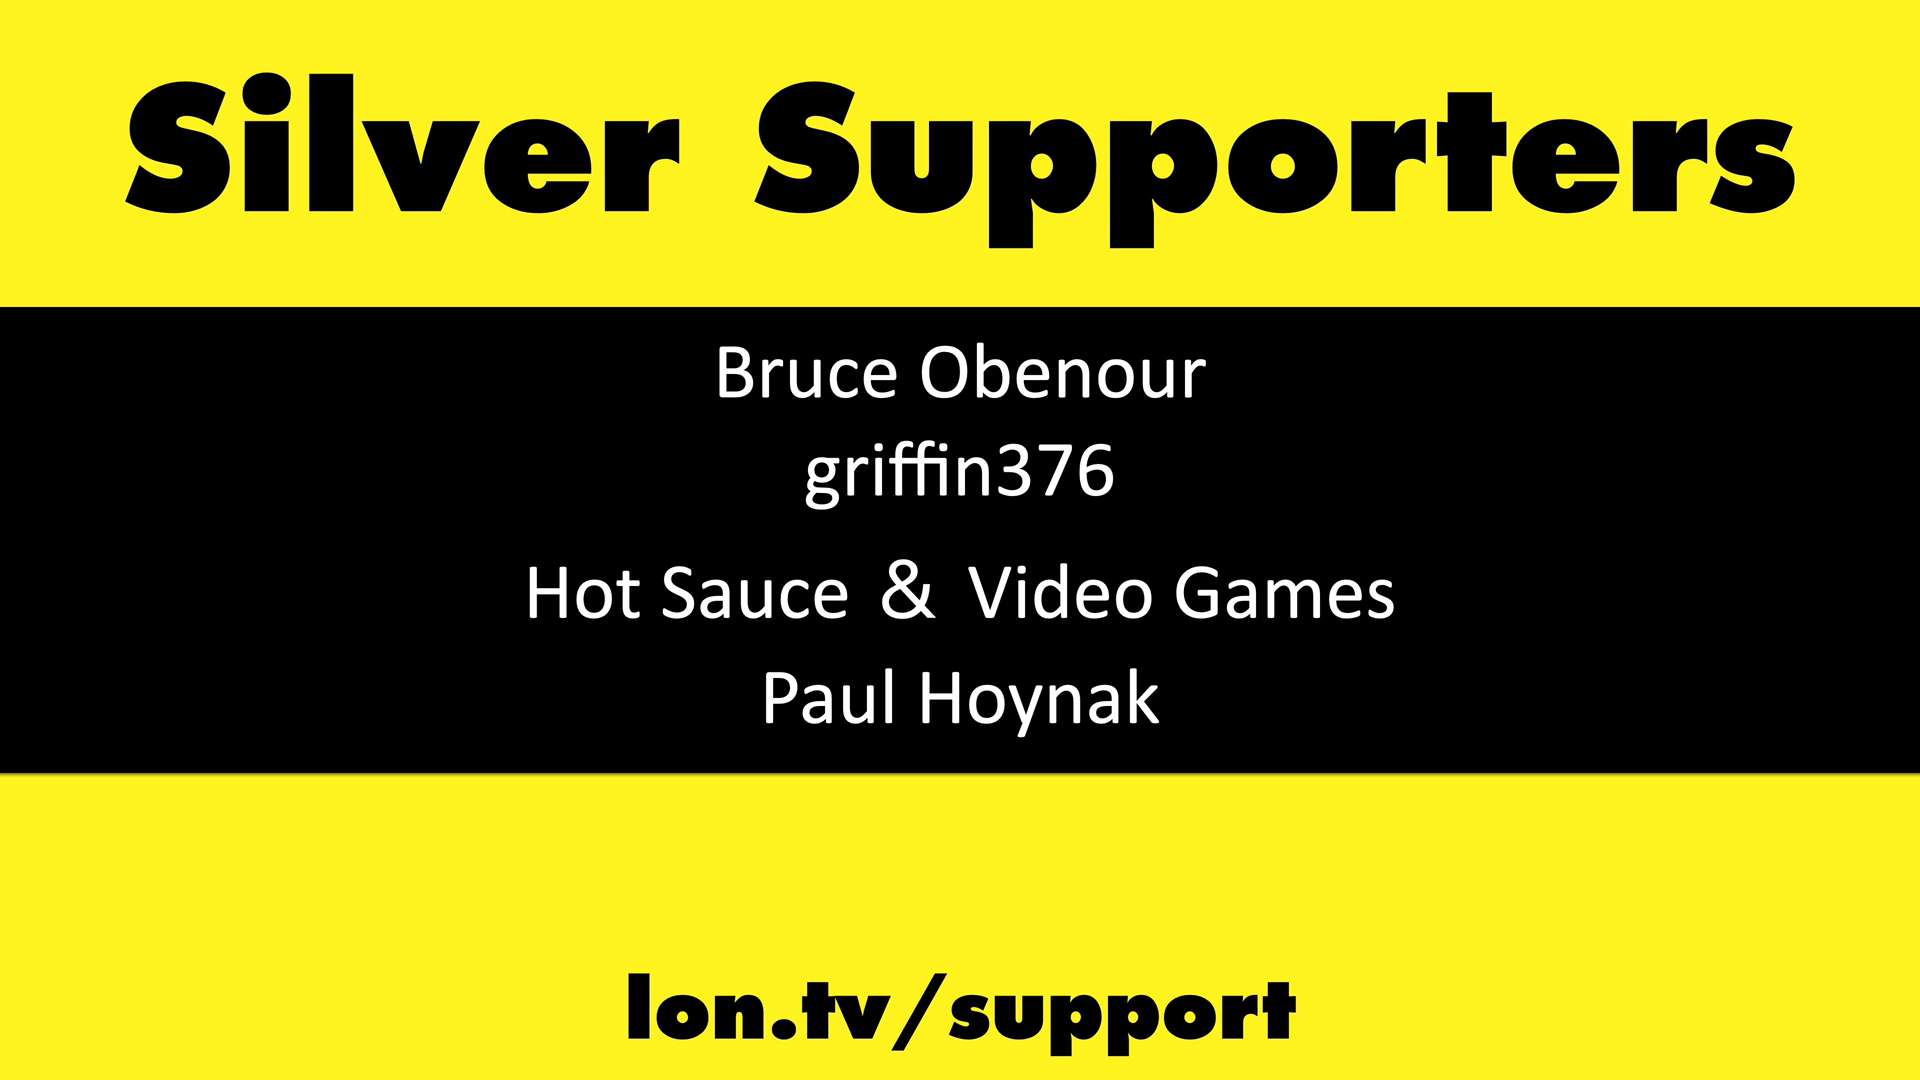 Silver Supporters
Bruce Obenour
griffin376
Hot Sauce & Video Games
Paul Hoynak
lon.tv/support